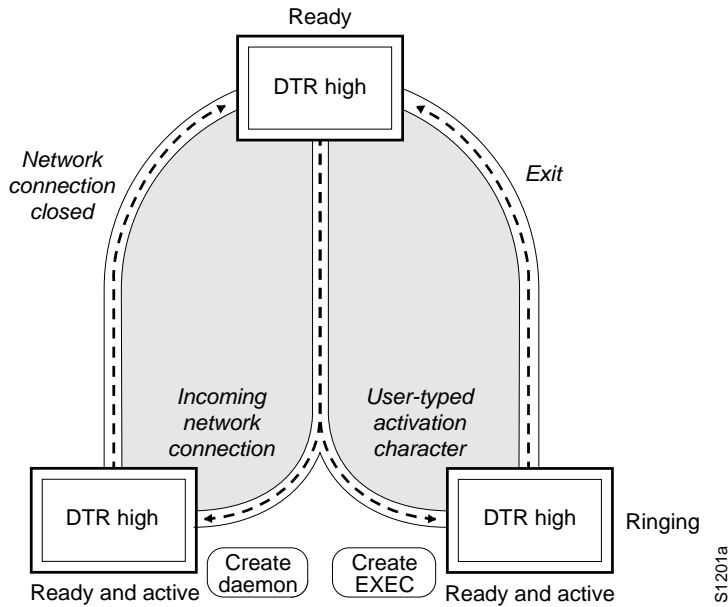 Ready
DTR high
Network
connection
closed
Exit
Incoming
network
connection
User-typed
activation
character
DTR high
DTR high
Ringing
Create
daemon
Create
EXEC
Ready and active
Ready and active
S1201a